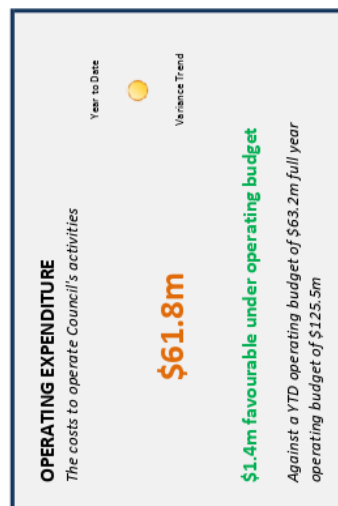 OPERATING EXPENDITURE
The costs to operate Council's activities
Year to Date
$61.8m
Variance Trend
$1.4m favourable under operating budget
Against a YTD operating budget of $63.2m full year
operating budget of $125.5m